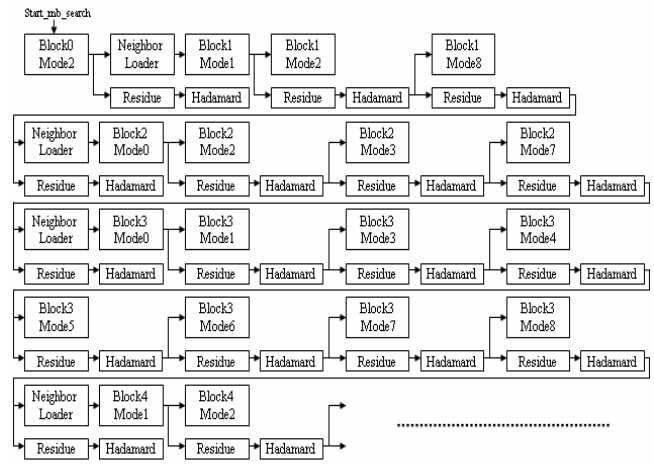 Start_mb_search
Block0 Mode2
Neighbor Loader
Block1 Mode1
Block1 Mode2
Block1 Mode8
Residue
Hadamard
Residue
Hadamard
Residue
Hadamard
Neighbor Loader
Block2 Mode0
Block2 Mode2
Block2 Mode3
Block2 Mode7
Residue
Hadamard
Residue
Hadamard
Residue
Hadamard
Residue
Hadamard
Neighbor Loader
Block3 Mode0
Block3 Mode1
Block3 Mode3
Block3 Mode4
Residue
Hadamard
Residue
Hadamard
Residue
Hadamard
Residue
Hadamard
Block3 Mode5
Block3 Mode6
Block3 Mode7
Block3 Mode8
Residue
Hadamard
Residue
Hadamard
Residue
Hadamard
Residue
Hadamard
Neighbor Loader
Block4 Mode1
Block4 Mode2
Residue
Hadamard
Residue
Hadamard